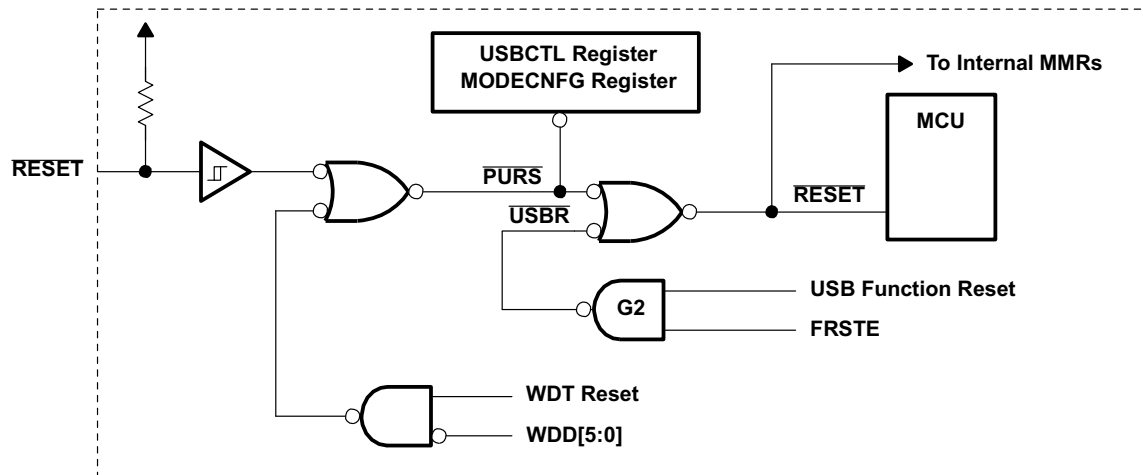 USBCTL Register
MODECNFG Register
To Internal MMRs
MCU
RESET
PURS
RESET
USBR
USB Function Reset
G2
FRSTE
WDT Reset
WDD[5:0]